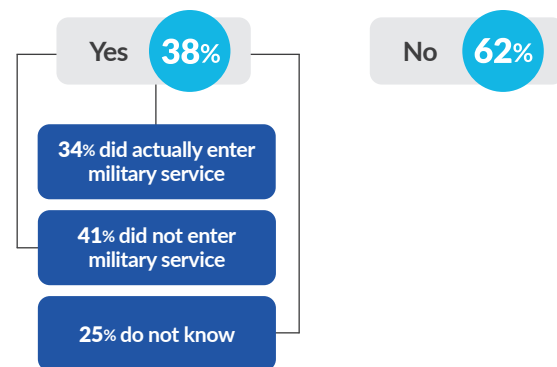 Yes 38%
No 62%
34% did actually enter
military service
41% did not enter
military service
25% do not know